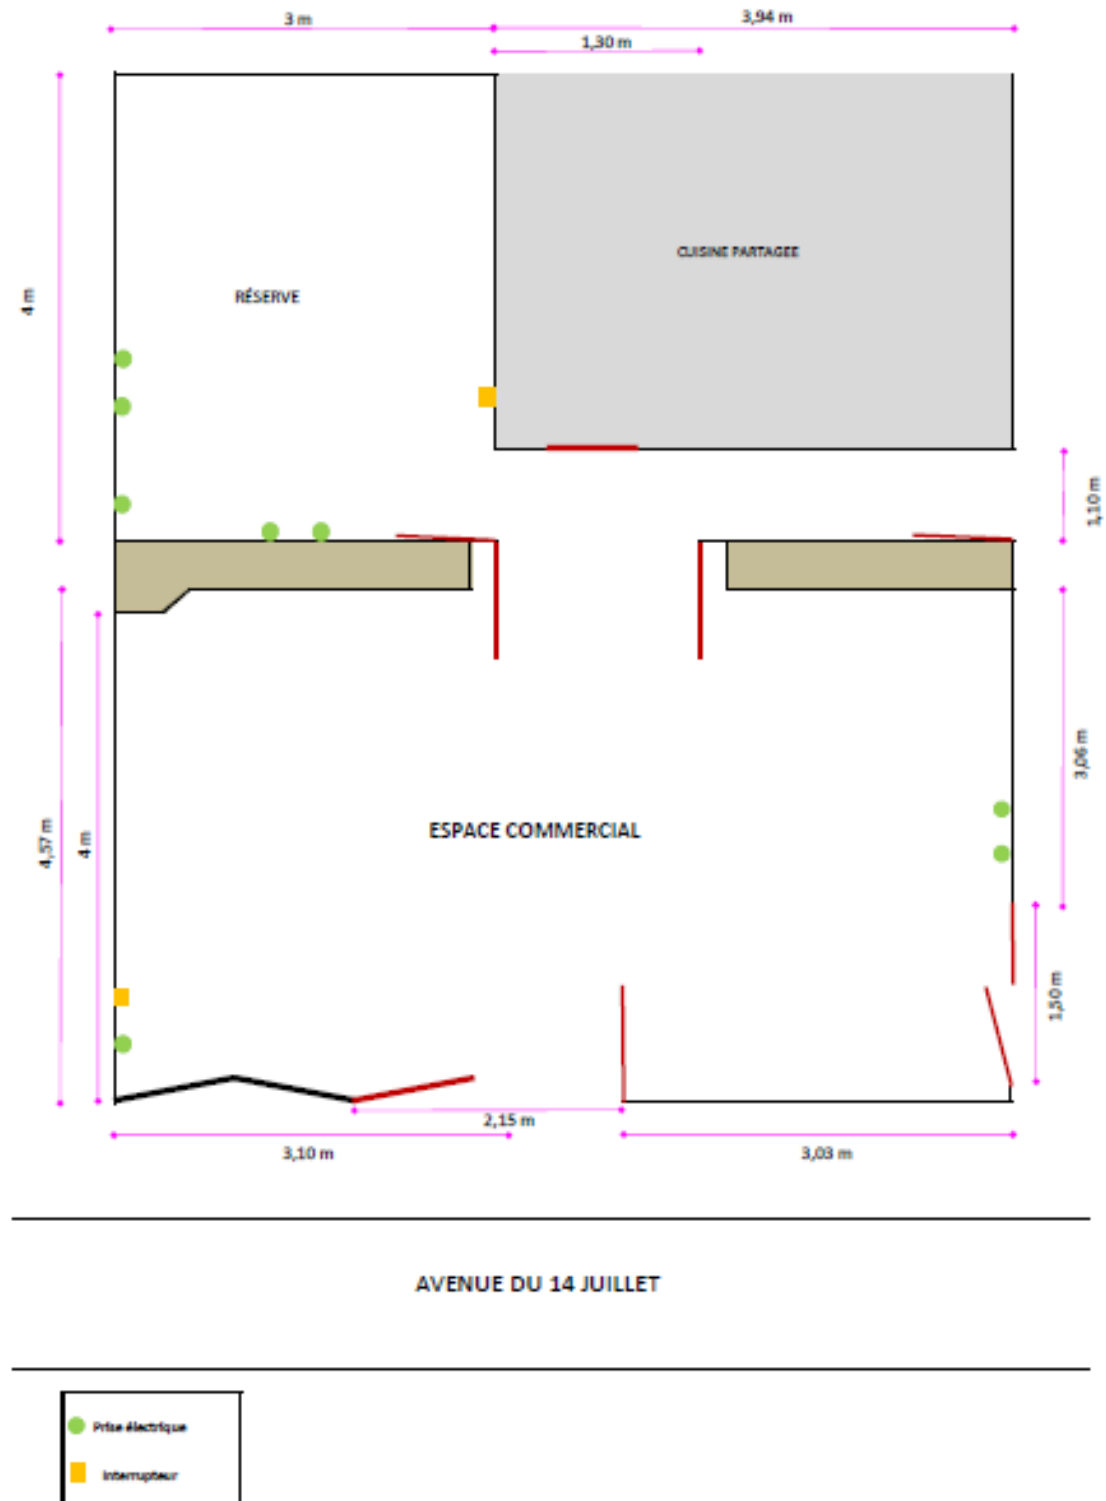 3 m
3,94 m
1,30 m
CUISINE PARTAGEE
RÉSERVE
4 m
1,10 m
3,06 m
ESPACE COMMERCIAL
4,57 m
4 m
1,50 m
2,15 m
3,10 m
3,03 m
AVENUE DU 14 JUILLET
Prise électrique
Interrupteur